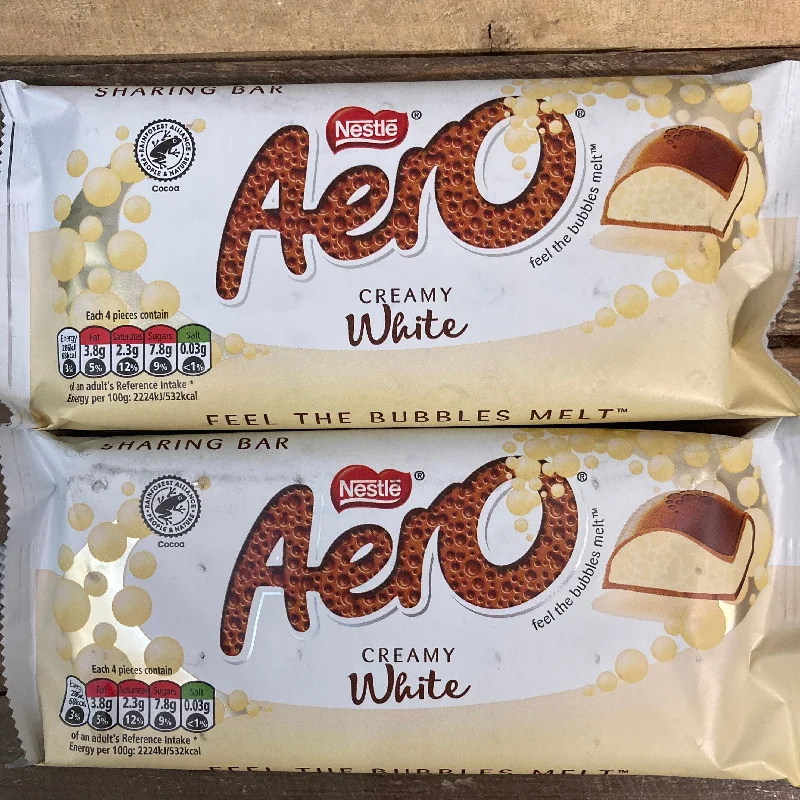 SHARING BAR
RAINFOREST ALLIANCE
PEOPLE & NATURE
Cocoa
Nestlé®
Aero®
feel the bubbles melt™
CREAMY
White
Each 4 pieces contain
Energy Fat Saturates Sugars Salt
3.8g 2.3g 7.8g 0.03g
3% 5% 12% 9% <1%
of an adult's Reference Intake *
Energy per 100g: 2224kJ/532kcal
FEEL THE BUBBLES MELT™
SHARING BAR
RAINFOREST ALLIANCE
PEOPLE & NATURE
Cocoa
Nestlé®
Aero®
feel the bubbles melt™
CREAMY
White
Each 4 pieces contain
Energy Fat Saturates Sugars Salt
3.8g 2.3g 7.8g 0.03g
3% 5% 12% 9% <1%
of an adult's Reference Intake *
Energy per 100g: 2224kJ/532kcal
FEEL THE BUBBLES MELT™